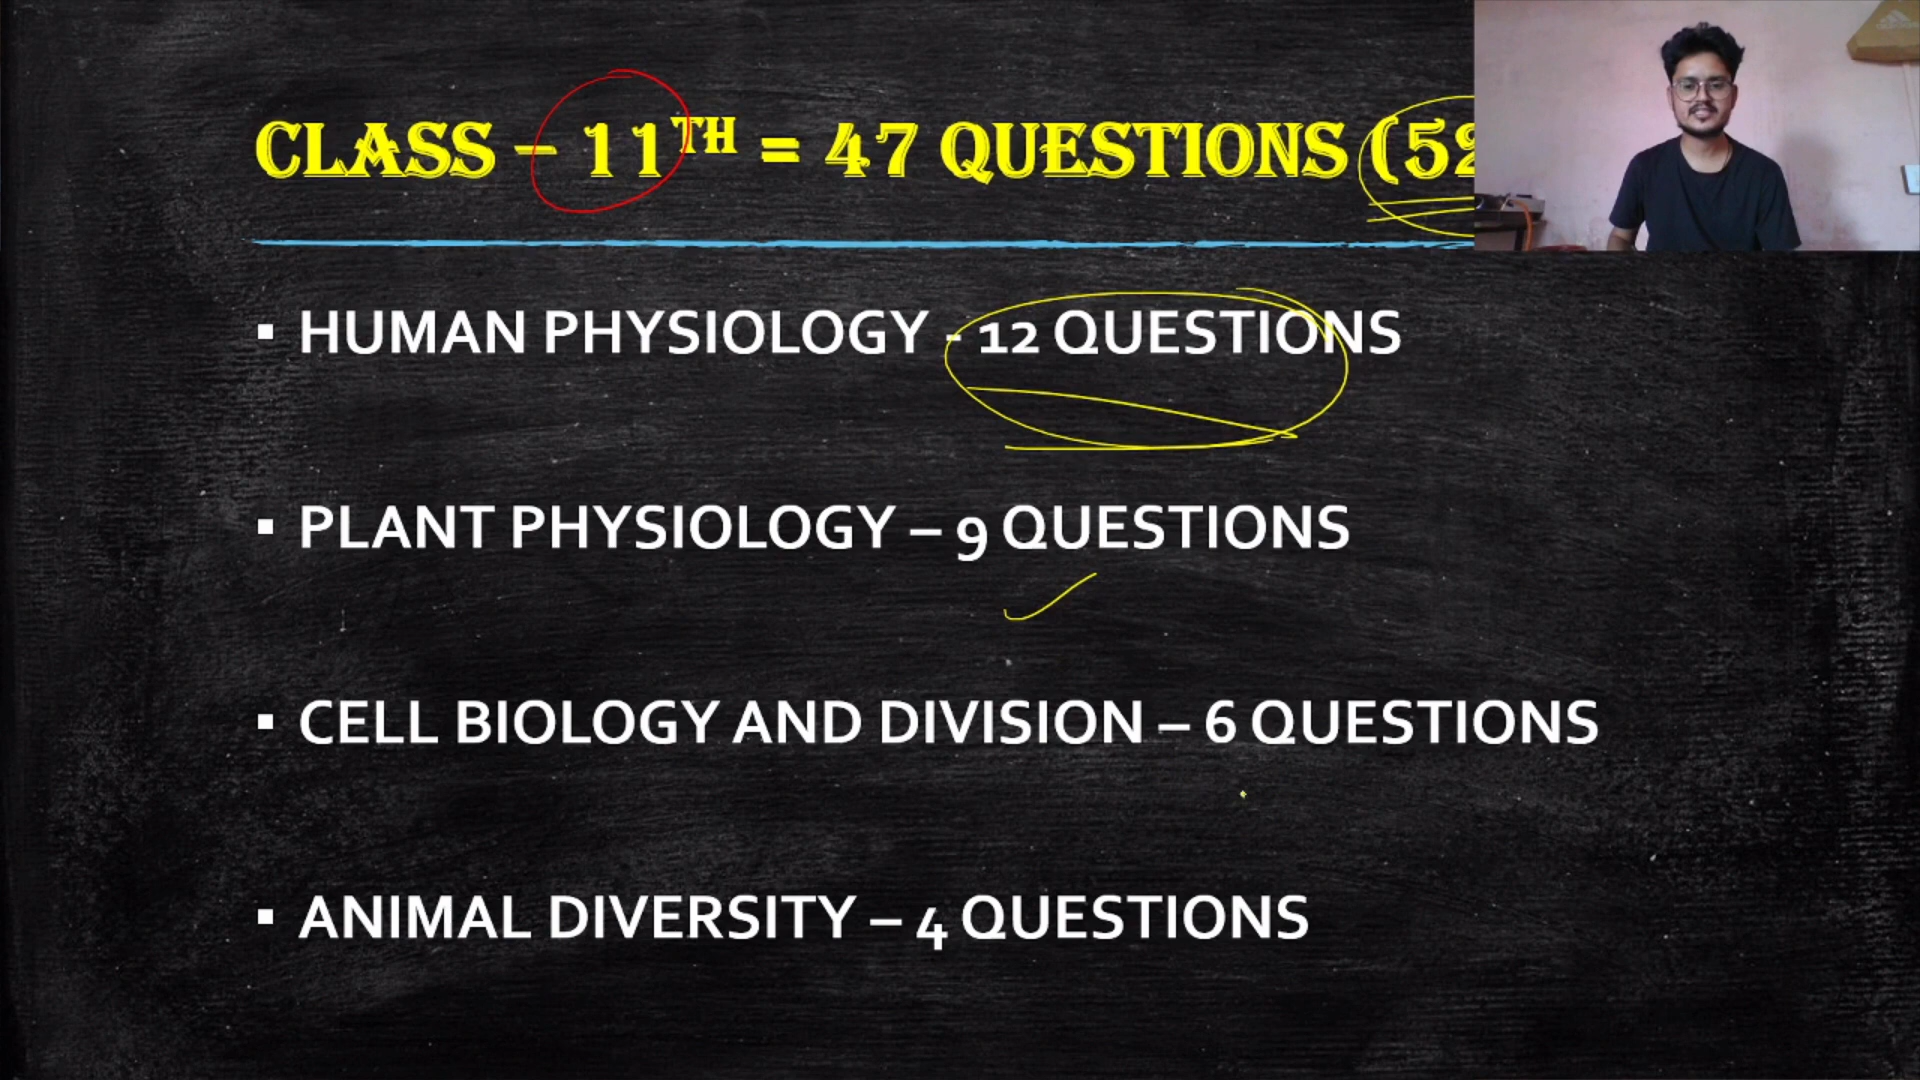 CLASS – 11TH = 47 QUESTIONS (52
▪ HUMAN PHYSIOLOGY - 12 QUESTIONS
▪ PLANT PHYSIOLOGY – 9 QUESTIONS
▪ CELL BIOLOGY AND DIVISION – 6 QUESTIONS
▪ ANIMAL DIVERSITY – 4 QUESTIONS